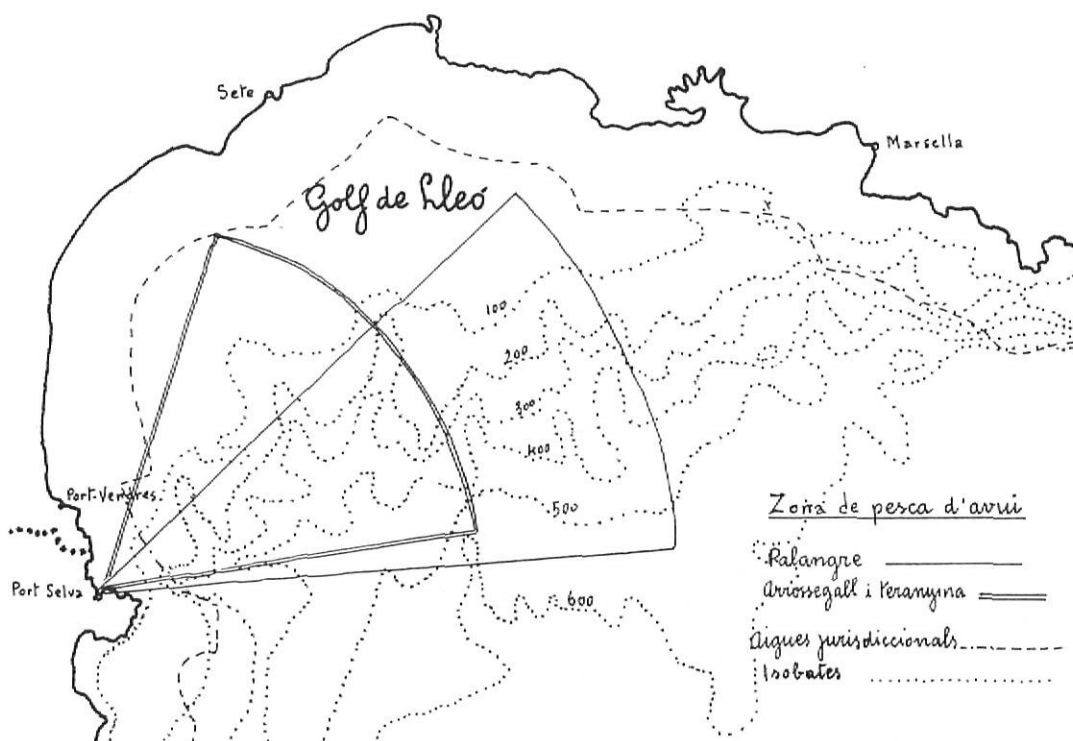 Sete
Marsella
Golf de Lleó
100
200
300
400
500
Port-Vendres
Port Selva
600
Zona de pesca d'avui
Palangre
Arrossegall i teranyina
Aigues jurisdiccionals
Isobates